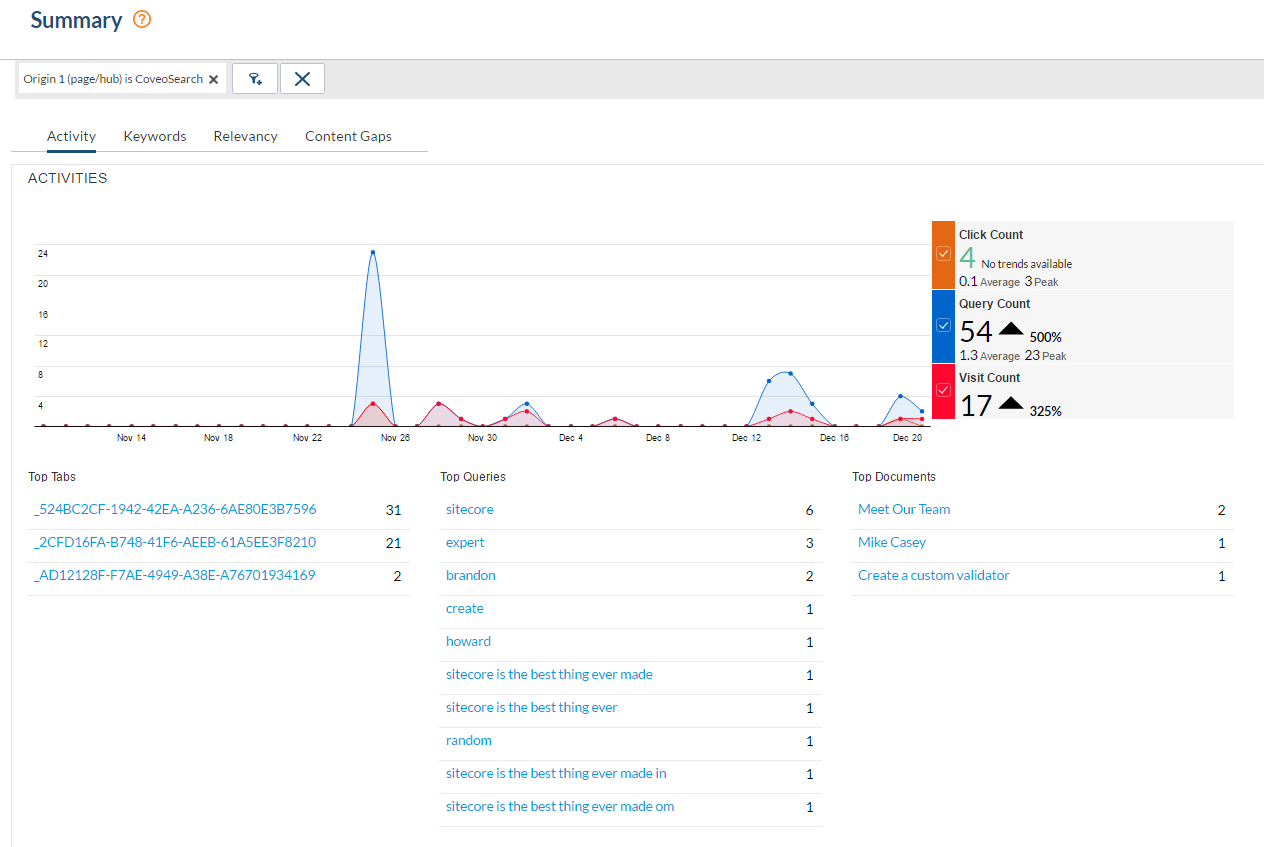 Summary ?
Origin 1 (page/hub) is CoveoSearch
Activity Keywords Relevancy Content Gaps
ACTIVITIES
24
20
16
12
8
4
Nov 14 Nov 18 Nov 22 Nov 26 Nov 30 Dec 4 Dec 8 Dec 12 Dec 16 Dec 20
Click Count
4 No trends available
0.1 Average 3 Peak
Query Count
54 500%
1.3 Average 23 Peak
Visit Count
17 325%
Top Tabs
_524BC2CF-1942-42EA-A236-6AE80E3B7596 31
_2CFD16FA-B748-41F6-AEEB-61A5EE3F8210 21
_AD12128F-F7AE-4949-A38E-A76701934169 2
Top Queries
sitecore 6
expert 3
brandon 2
create 1
howard 1
sitecore is the best thing ever made 1
sitecore is the best thing ever 1
random 1
sitecore is the best thing ever made in 1
sitecore is the best thing ever made om 1
Top Documents
Meet Our Team 2
Mike Casey 1
Create a custom validator 1